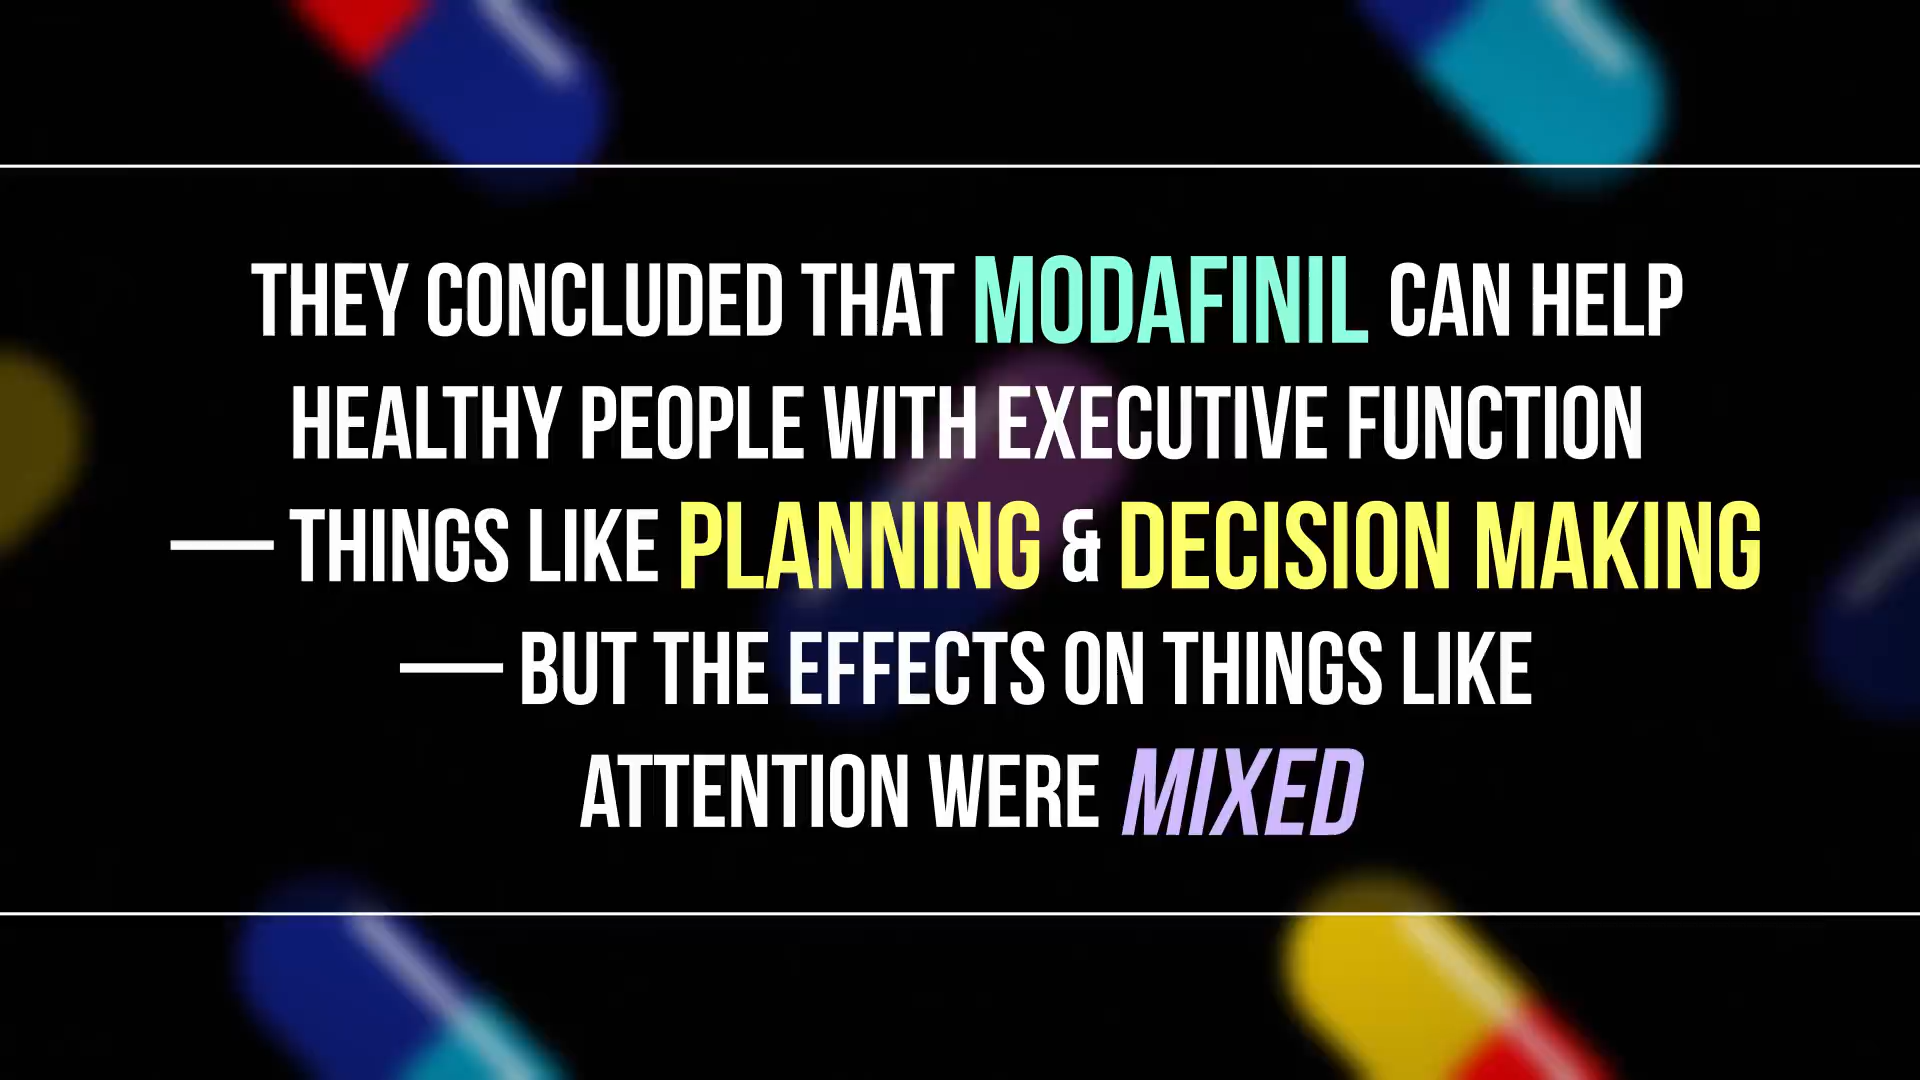 THEY CONCLUDED THAT MODAFINIL CAN HELP
HEALTHY PEOPLE WITH EXECUTIVE FUNCTION
— THINGS LIKE PLANNING & DECISION MAKING
— BUT THE EFFECTS ON THINGS LIKE
ATTENTION WERE MIXED